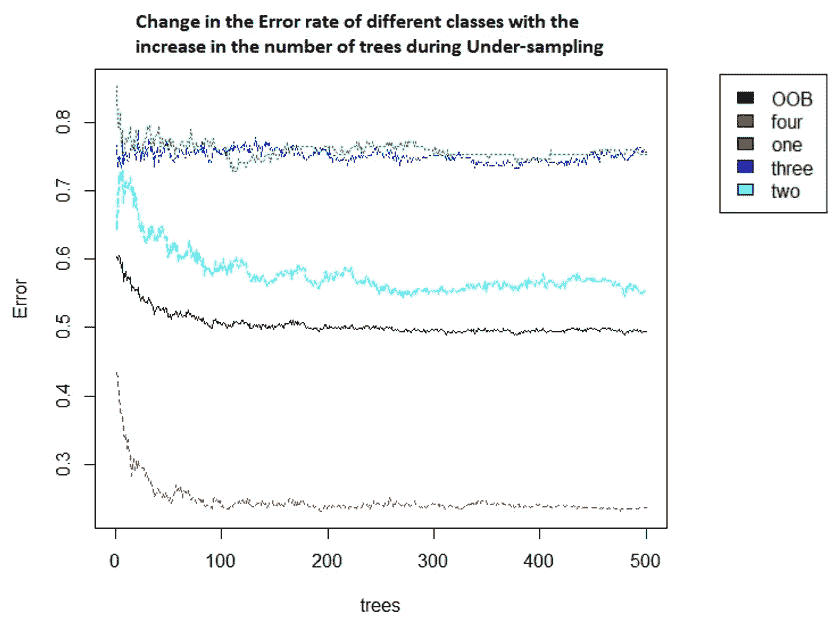 Change in the Error rate of different classes with the
increase in the number of trees during Under-sampling
OOB
four
one
three
two
0.8
0.7
0.6
0.5
0.4
0.3
Error
0 100 200 300 400 500
trees